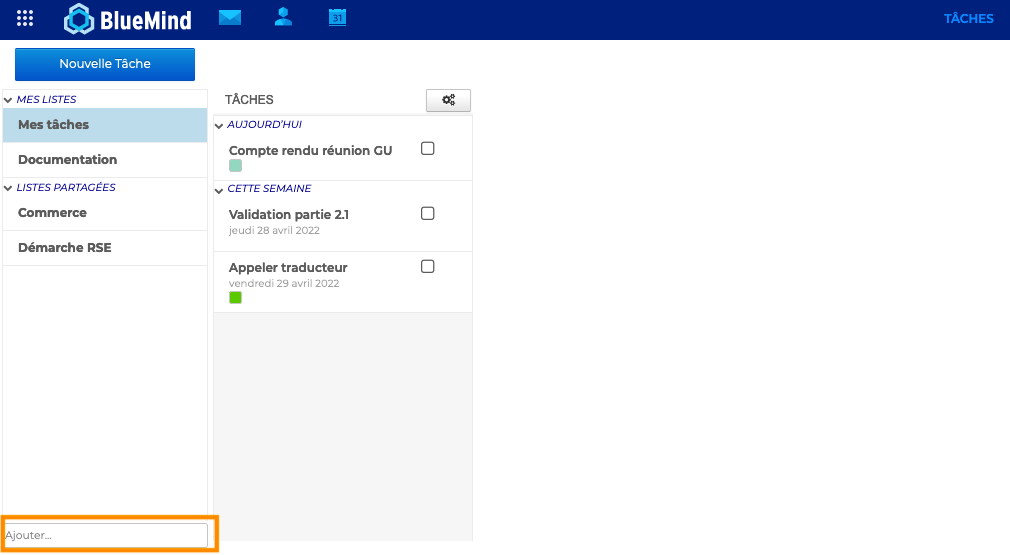 BlueMind
31
TÂCHES
Nouvelle Tâche
MES LISTES
Mes tâches
Documentation
LISTES PARTAGÉES
Commerce
Démarche RSE
Ajouter...
TÂCHES
AUJOURD'HUI
Compte rendu réunion GU
CETTE SEMAINE
Validation partie 2.1
jeudi 28 avril 2022
Appeler traducteur
vendredi 29 avril 2022